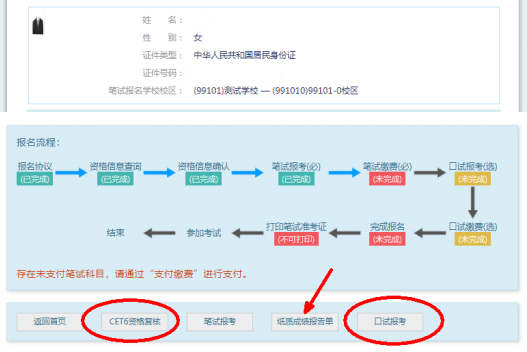 姓 名：
性 别： 女
证件类型： 中华人民共和国居民身份证
证件号码：
笔试报名学校校区： (99101)测试学校 — (991010)99101-0校区
报名流程：
报名协议 资格信息查询 资格信息确认 笔试报考(必) 笔试缴费(必) 口试报考(选)
(已完成) (已完成) (已完成) (已完成) (未完成) (未完成)
结束 参加考试 打印笔试准考证 完成报名 口试缴费(选)
(不可打印) (未完成) (未完成)
存在未支付笔试科目，请通过“支付缴费”进行支付。
返回首页 CET6资格复核 笔试报考 纸质成绩报告单 口试报考